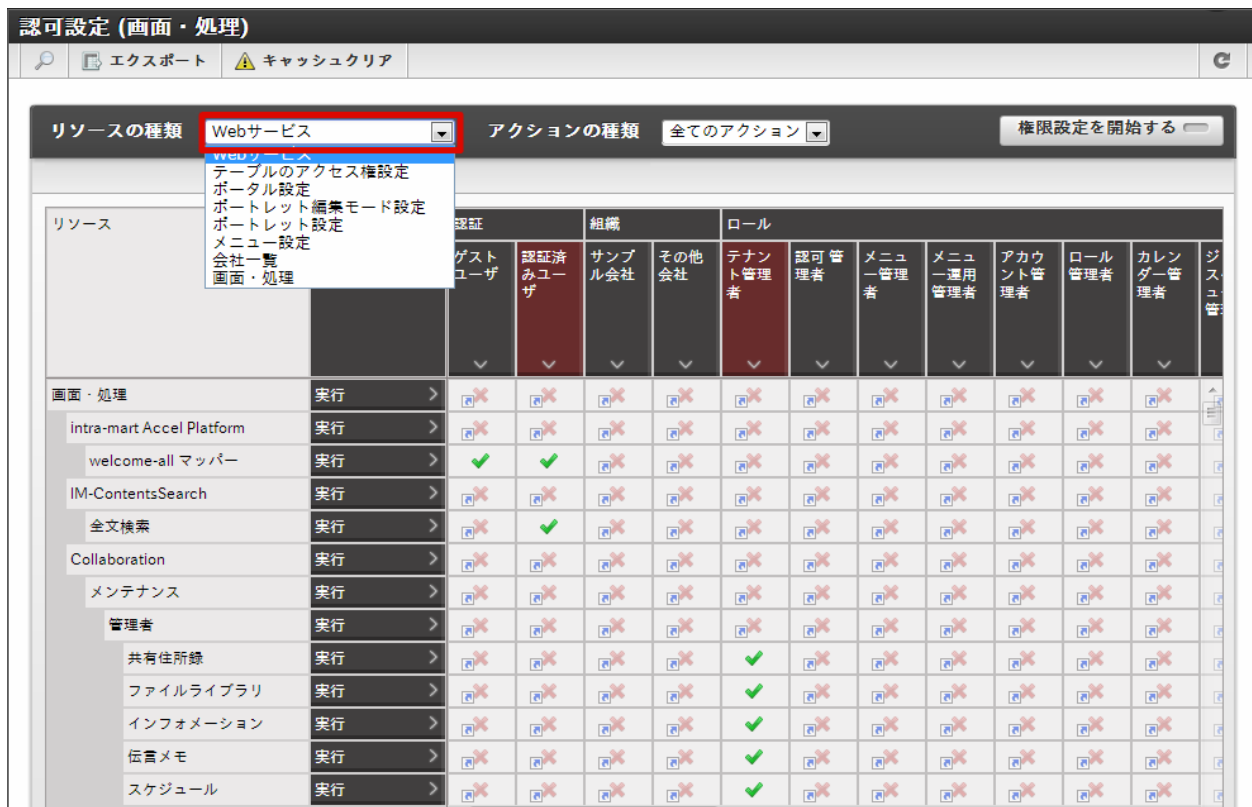 認可設定 (画面・処理)
エクスポート
キャッシュクリア
リソースの種類
Webサービス
アクションの種類
全てのアクション
権限設定を開始する
Webサービス
テーブルのアクセス権設定
ポータル設定
ポートレット編集モード設定
ポートレット設定
メニュー設定
会社一覧
画面・処理
リソース
認証
組織
ロール
ゲスト
ユーザ
認証済
みユー
ザ
サンプ
ル会社
その他
会社
テナン
ト管理
者
認可 管
理者
メニュ
ー管理
者
メニュ
ー運用
管理者
アカウ
ント管
理者
ロール
管理者
カレン
ダー管
理者
画面・処理 実行
intra-mart Accel Platform 実行
welcome-all マッパー 実行
IM-ContentsSearch 実行
全文検索 実行
Collaboration 実行
メンテナンス 実行
管理者 実行
共有住所録 実行
ファイルライブラリ 実行
インフォメーション 実行
伝言メモ 実行
スケジュール 実行